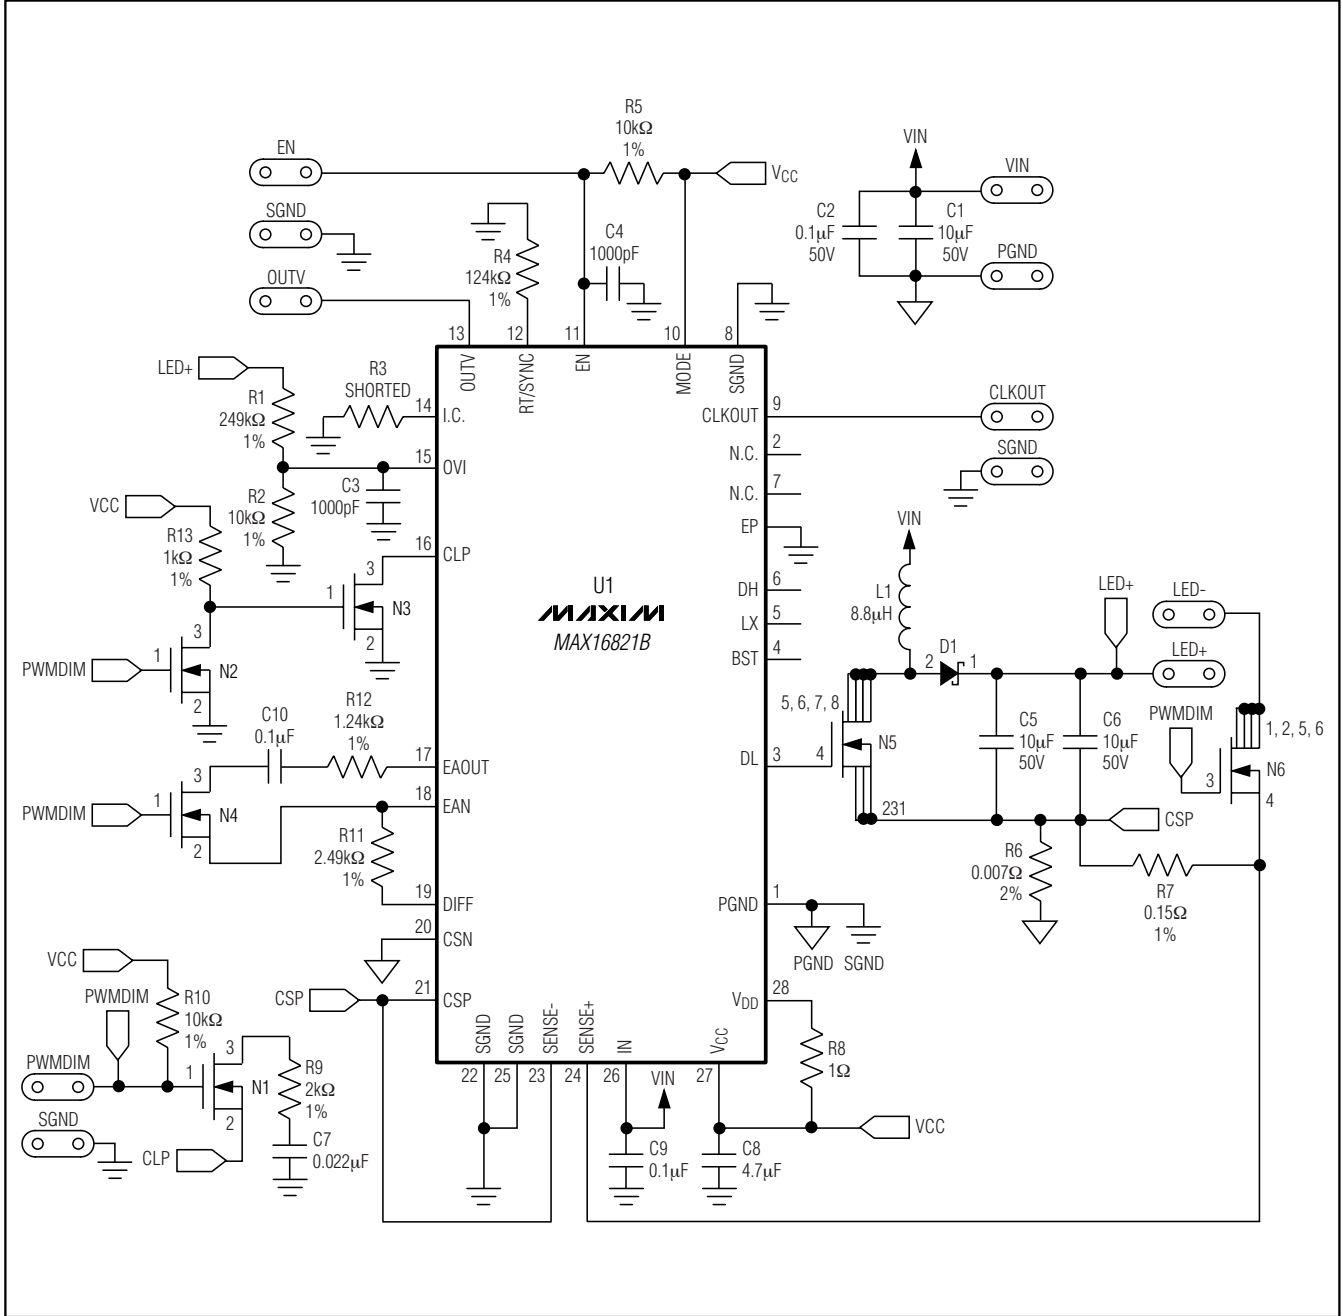 R5
10kΩ
1%
EN
VCC
SGND
OUTV
R4
124kΩ
1%
C4
1000pF
VIN
VIN
C2
0.1µF
50V
C1
10µF
50V
PGND
13
12
11
10
8
OUTV
RT/SYNC
EN
MODE
SGND
LED+
R1
249kΩ
1%
R3
SHORTED
14
I.C.
CLKOUT
9
CLKOUT
15
OVI
N.C.
2
SGND
R2
10kΩ
1%
C3
1000pF
N.C.
7
VCC
R13
1kΩ
1%
EP
16
CLP
3
1
N3
2
U1
MAXIM
MAX16821B
DH
6
LX
5
BST
4
VIN
L1
8.8µH
LED+
LED-
LED+
3
PWMDIM
1
N2
2
D1
2
1
5, 6, 7, 8
C10
0.1µF
R12
1.24kΩ
1%
17
EAOUT
DL
3
4
N5
231
C5
10µF
50V
C6
10µF
50V
PWMDIM
1, 2, 5, 6
3
N6
4
3
PWMDIM
1
N4
2
18
EAN
CSP
R11
2.49kΩ
1%
R6
0.007Ω
2%
R7
0.15Ω
1%
19
DIFF
20
CSN
PGND
1
PGND
SGND
VCC
PWMDIM
R10
10kΩ
1%
CSP
21
CSP
VDD
28
SGND
SGND
SENSE-
SENSE+
IN
VCC
22
25
23
24
26
27
R8
1Ω
PWMDIM
3
1
N1
2
R9
2kΩ
1%
VIN
SGND
CLP
C7
0.022µF
C9
0.1µF
C8
4.7µF
VCC